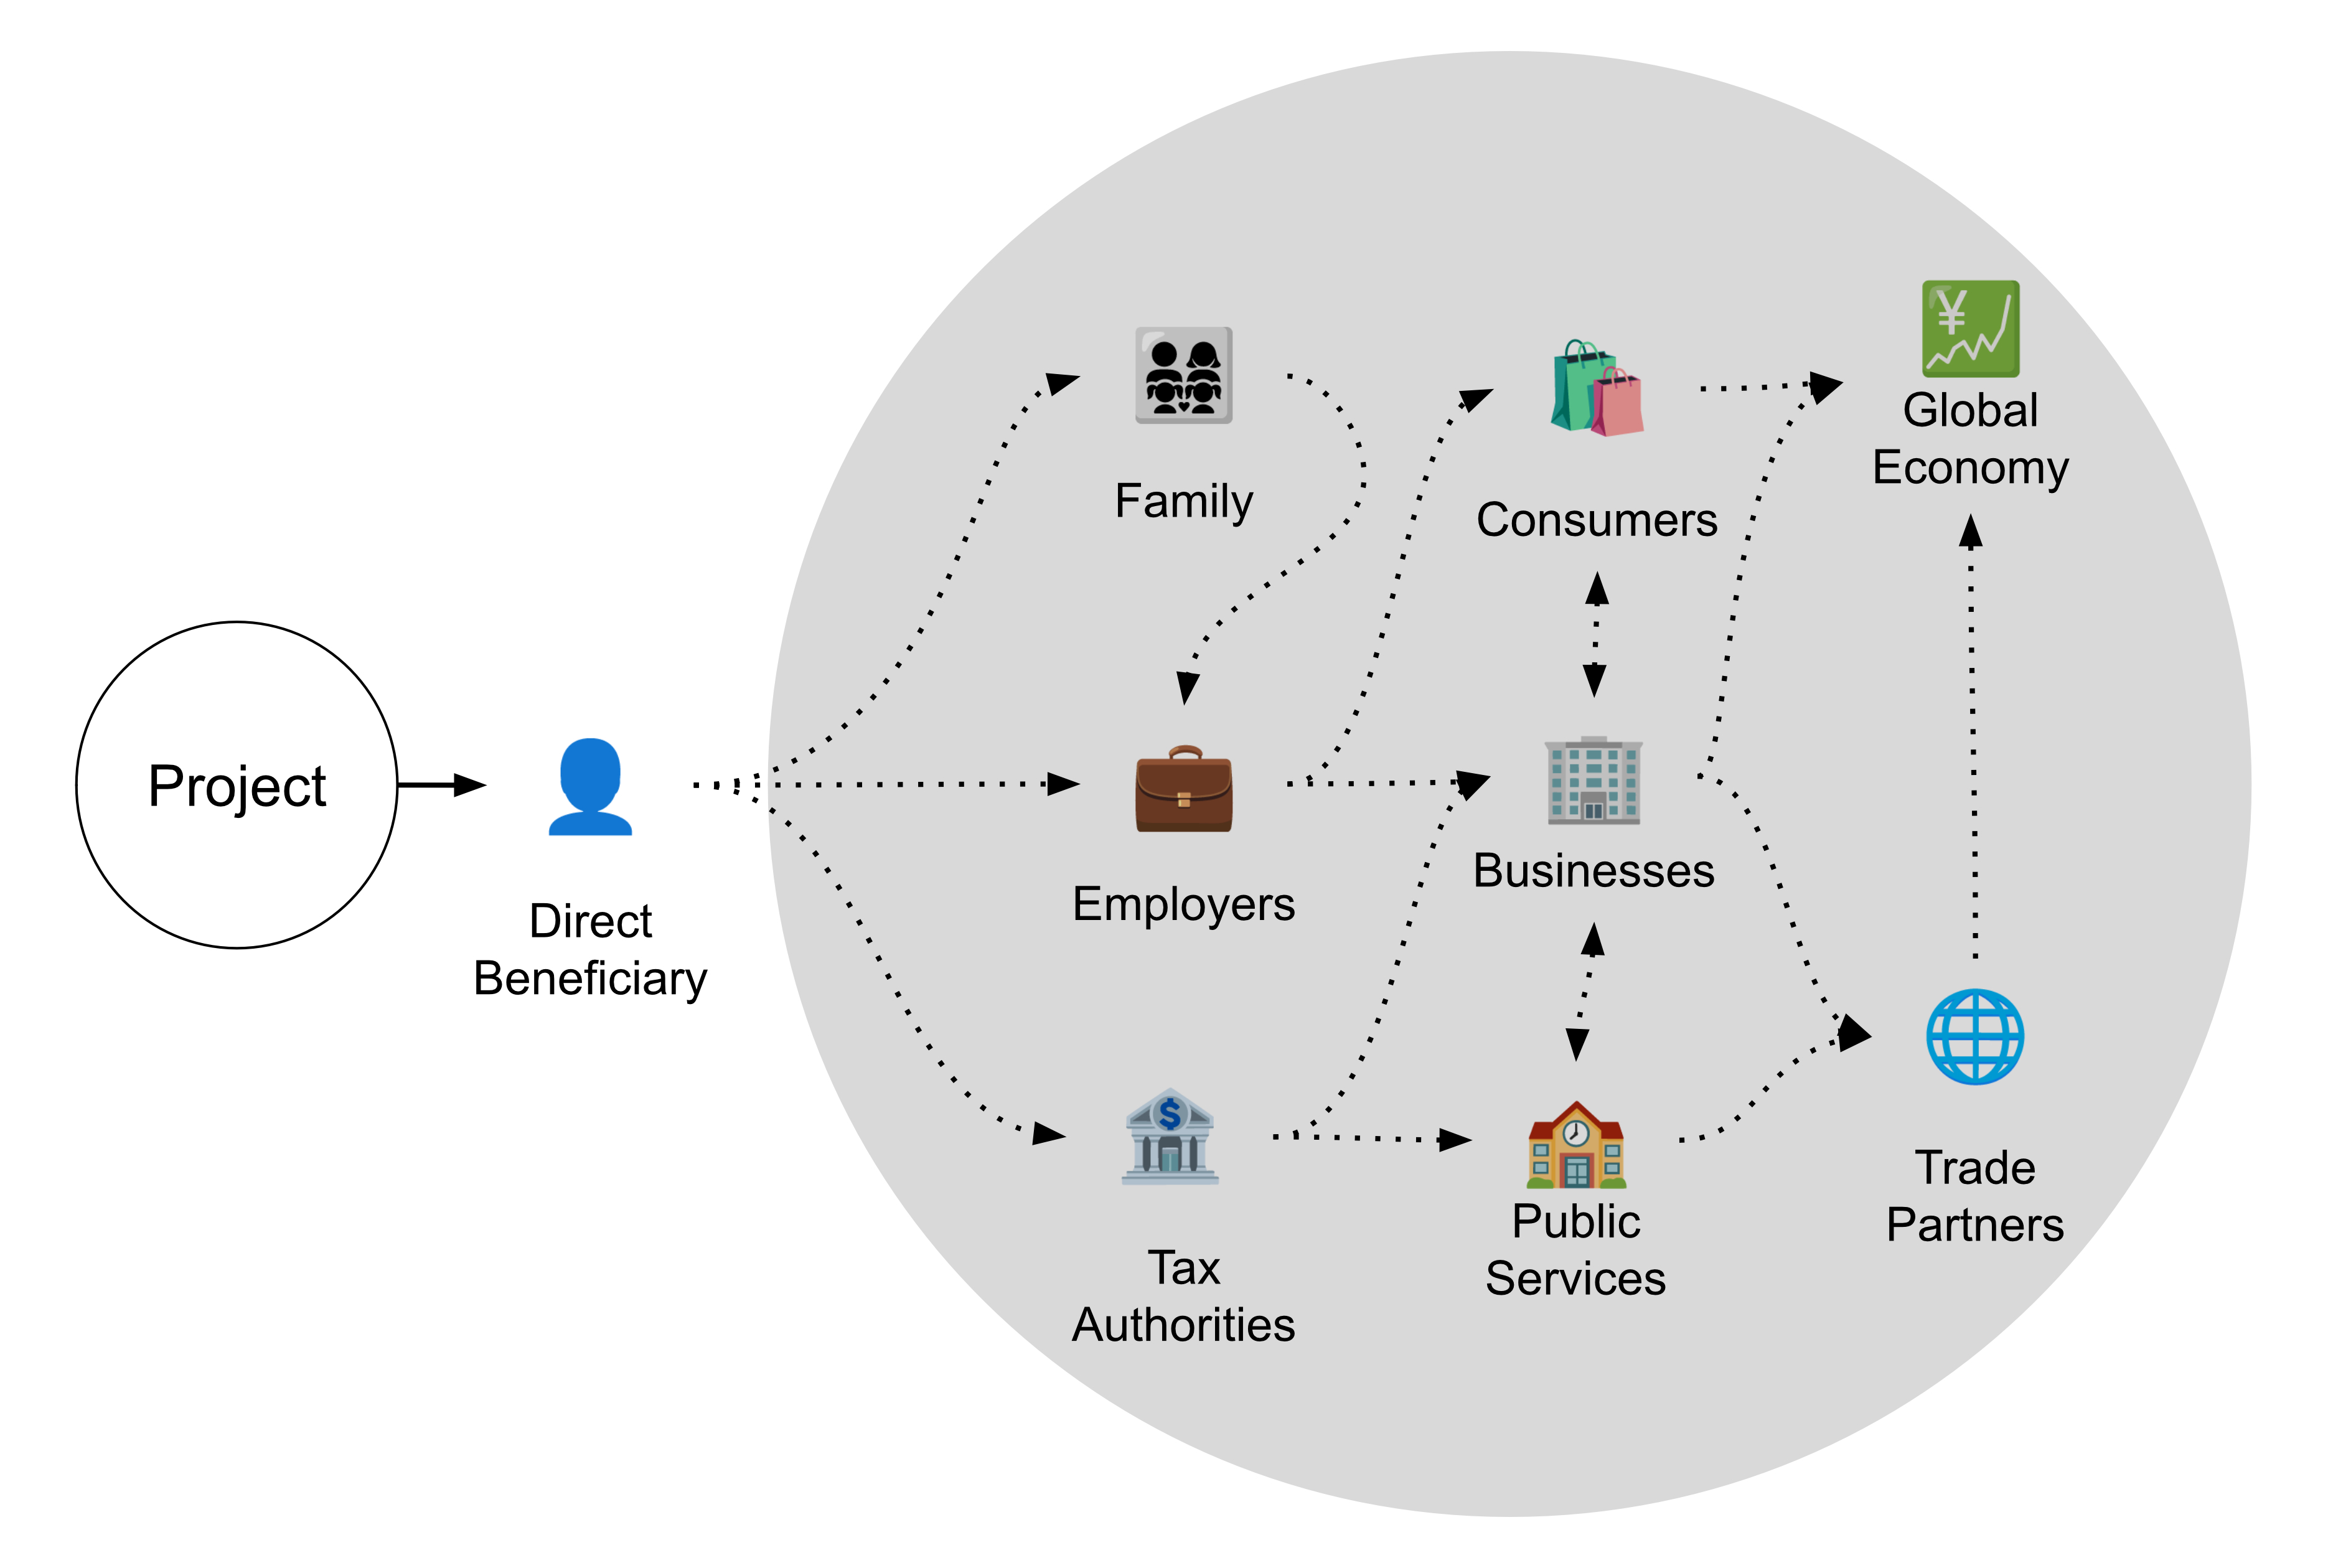 Project
Direct
Beneficiary
Family
Employers
Tax
Authorities
Consumers
Businesses
Public
Services
¥
Global
Economy
Trade
Partners
$